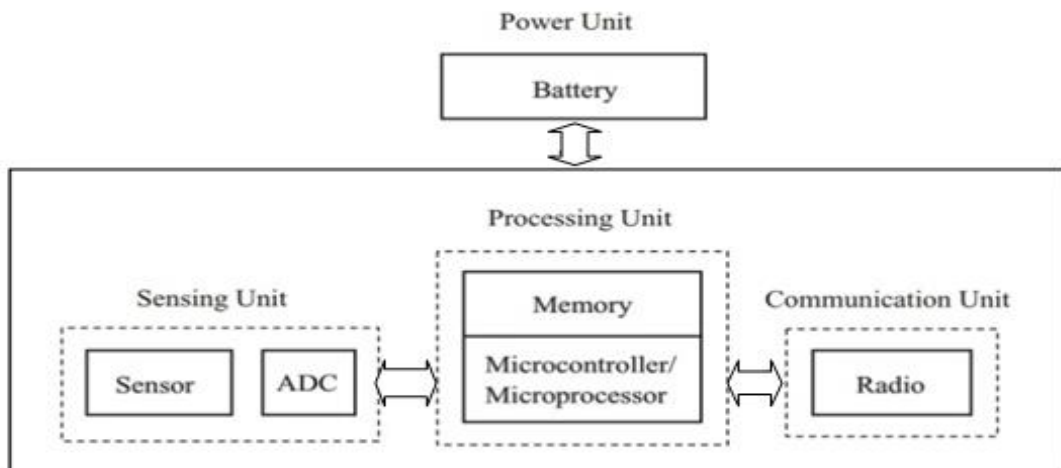 Power Unit
Battery
Processing Unit
Sensing Unit
Communication Unit
Memory
Sensor
ADC
Microcontroller/
Microprocessor
Radio